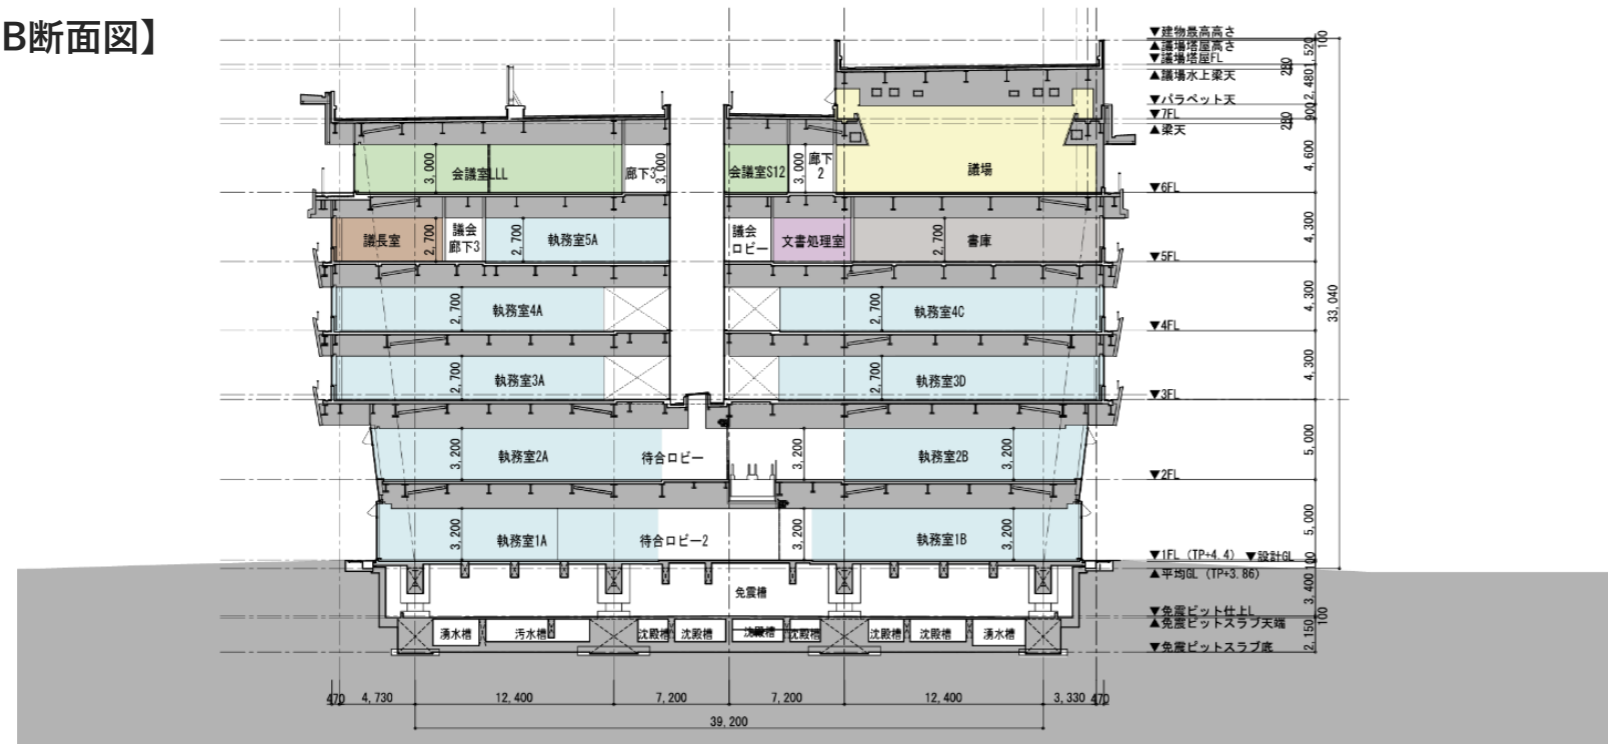 B断面図】
▼建物最高高さ
▲議場塔屋高さ
▼議場塔屋FL
▲議場水上梁天
▼パラペット天
▼7FL
▲梁天
100
1,520
2,480
900
4,600
会議室LLL
3,000
廊下3
3,000
会議室S12
3,000
廊下
2
議場
▼6FL
議長室
2,700
議会
廊下3
2,700
執務室5A
議会
ロビー
文書処理室
2,700
書庫
4,300
▼5FL
2,700
執務室4A
2,700
執務室4C
4,300
33,040
▼4FL
2,700
執務室3A
2,700
執務室3D
4,300
▼3FL
3,200
執務室2A
待合ロビー
3,200
執務室2B
3,200
5,000
▼2FL
3,200
執務室1A
待合ロビー2
3,200
執務室1B
3,200
5,000
▼1FL (TP+4.4) ▼設計GL
100
▲平均GL (TP+3.86)
免震槽
3,400
▼免震ピット仕上L
▲免震ピットスラブ天端
100
湧水槽
汚水槽
沈殿槽
沈殿槽
沈殿槽
沈殿槽
沈殿槽
沈殿槽
湧水槽
2,150
▼免震ピットスラブ底
470
4,730
12,400
7,200
7,200
12,400
3,330
470
39,200